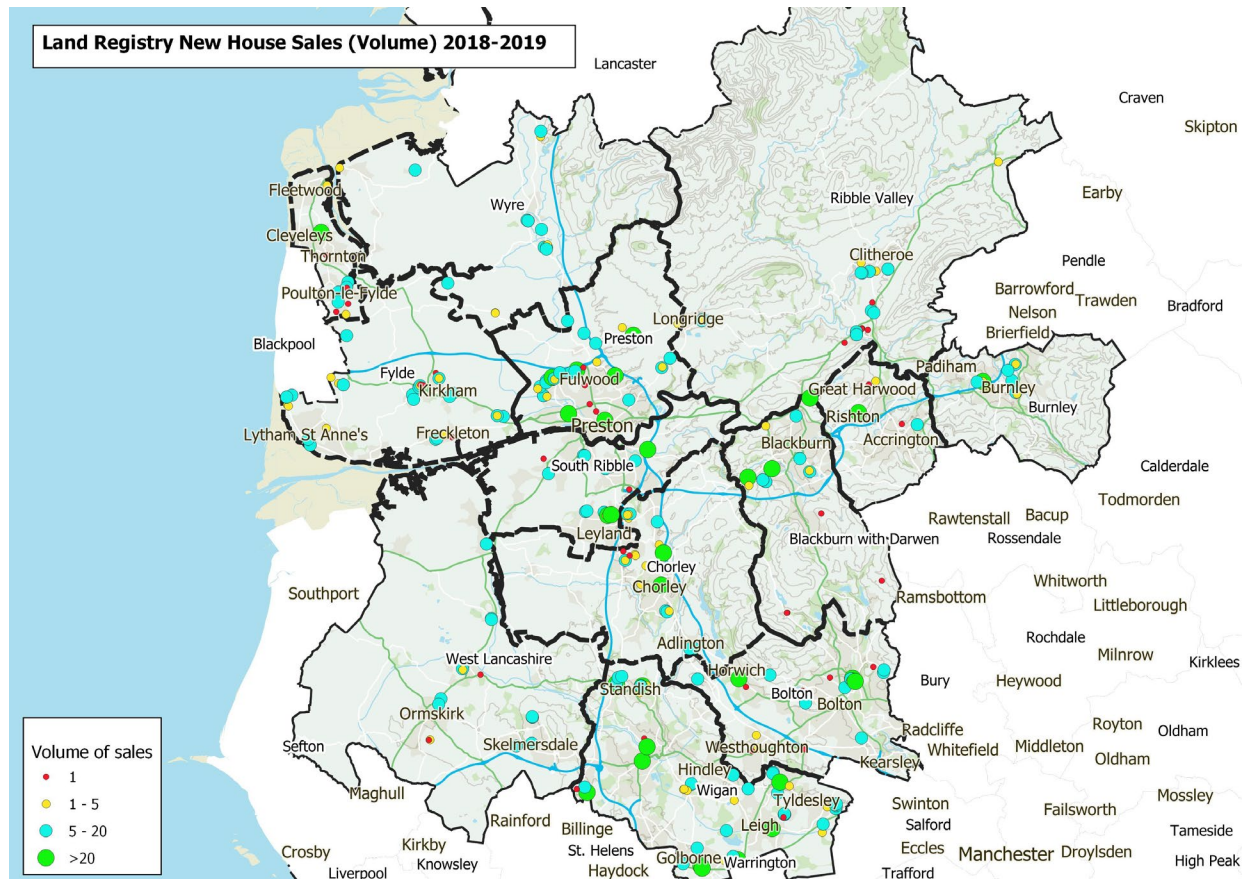 Land Registry New House Sales (Volume) 2018-2019
Lancaster
Craven
Skipton
Fleetwood
Earby
Wyre
Ribble Valley
Cleveleys
Thornton
Clitheroe
Pendle
Poulton-le-Fylde
Barrowford
Trawden
Bradford
Nelson
Longridge
Brierfield
Blackpool
Preston
Padiham
Fylde
Fulwood
Burnley
Kirkham
Great Harwood
Burnley
Rishton
Lytham St Anne's
Freckleton
Preston
Blackburn
Accrington
South Ribble
Calderdale
Todmorden
Rawtenstall
Bacup
Leyland
Blackburn with Darwen
Rossendale
Chorley
Chorley
Whitworth
Southport
Ramsbottom
Littleborough
Rochdale
Adlington
Milnrow
West Lancashire
Kirklees
Horwich
Bury
Heywood
Standish
Bolton
Bolton
Ormskirk
Radcliffe
Royton
Oldham
Sefton
Skelmersdale
Westhoughton
Whitefield
Middleton
Oldham
Kearsley
Hindley
Maghull
Wigan
Tyldesley
Mossley
Swinton
Failsworth
Rainford
Billinge
Leigh
Salford
Tameside
Crosby
Kirkby
St. Helens
Eccles
Manchester
Droylsden
Knowsley
Golborne
Warrington
High Peak
Liverpool
Haydock
Trafford
Volume of sales
1
1 - 5
5 - 20
>20